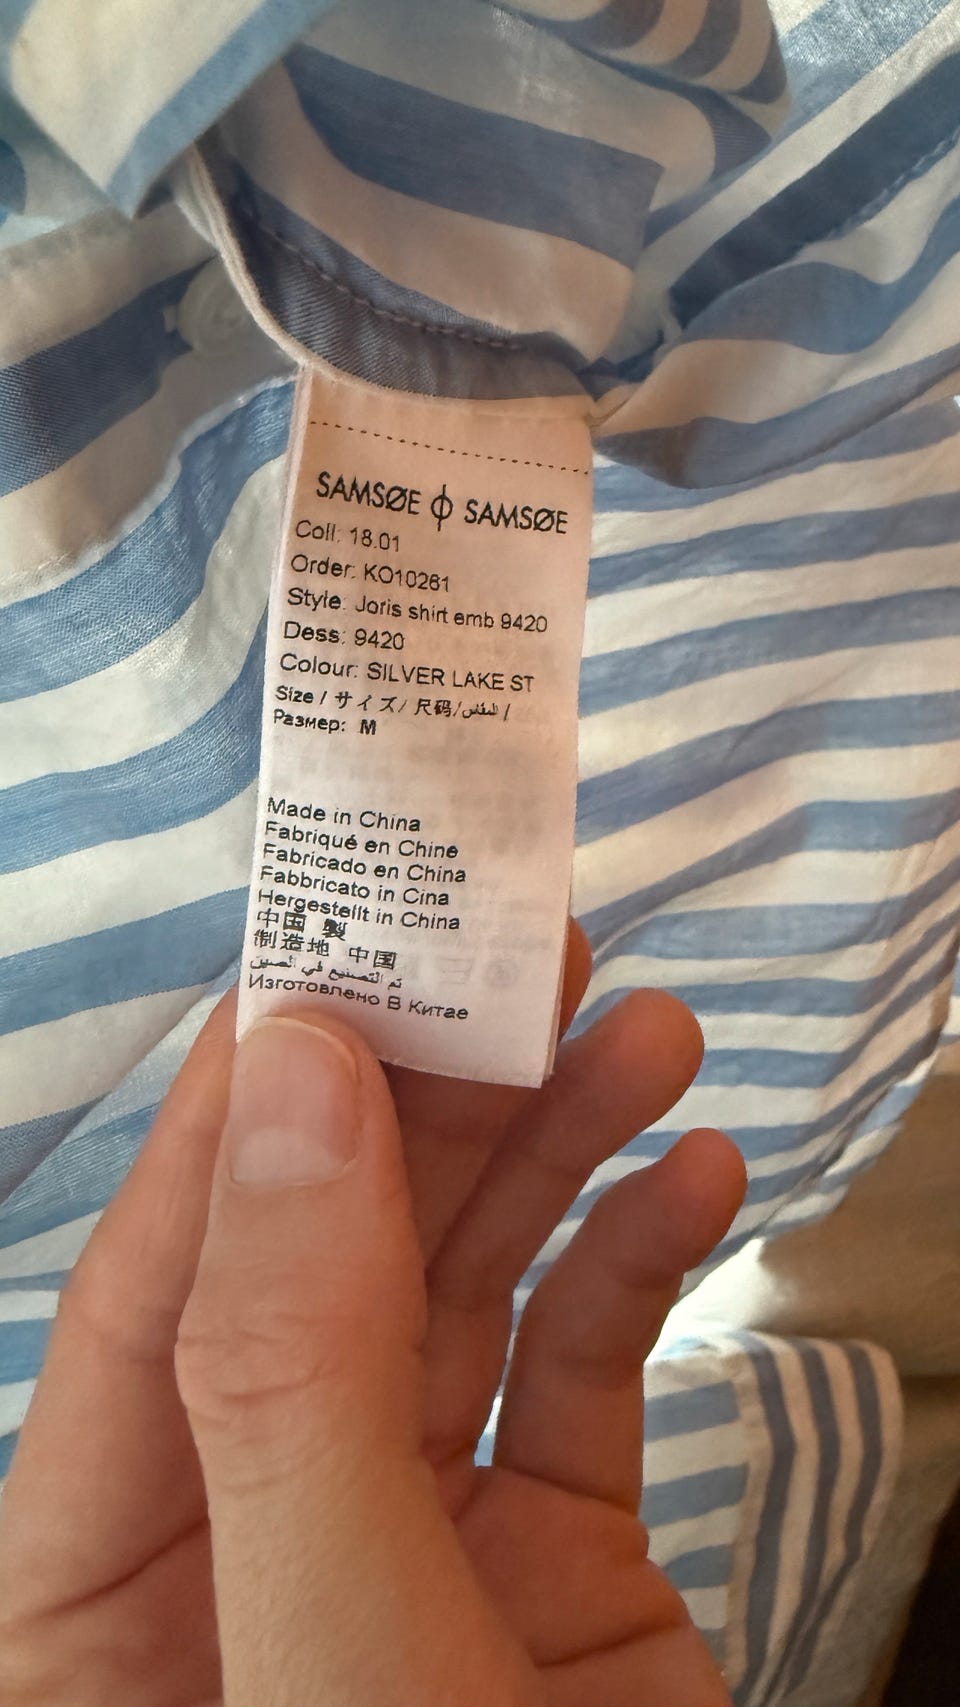 SAMSØE ϕ SAMSØE
Coll: 18.01
Order: KO10261
Style: Joris shirt emb 9420
Dess: 9420
Colour: SILVER LAKE ST
Size / サイズ/ 尺码/المقاس /
Размер: M
Made in China
Fabriqué en Chine
Fabricado en China
Fabbricato in Cina
Hergestellt in China
中国 製
制造地 中国
تم التصنيع في الصين
Изготовлено В Китае